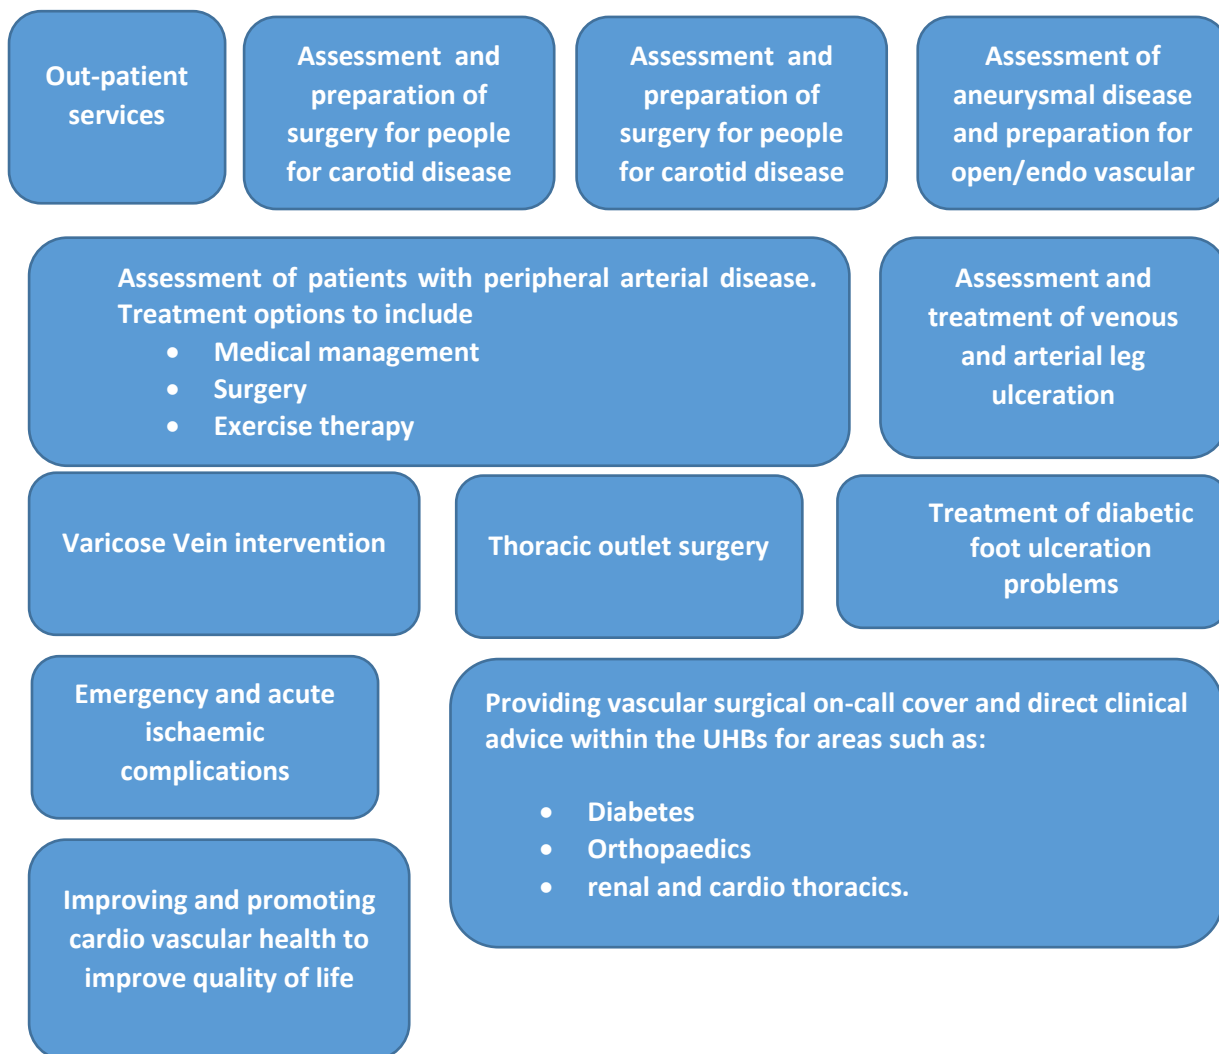 Out-patient
services
Assessment and
preparation of
surgery for people
for carotid disease
Assessment and
preparation of
surgery for people
for carotid disease
Assessment of
aneurysmal disease
and preparation for
open/endo vascular
Assessment of patients with peripheral arterial disease.
Treatment options to include
• Medical management
• Surgery
• Exercise therapy
Assessment and
treatment of venous
and arterial leg
ulceration
Varicose Vein intervention
Thoracic outlet surgery
Treatment of diabetic
foot ulceration
problems
Emergency and acute
ischaemic
complications
Providing vascular surgical on-call cover and direct clinical
advice within the UHBs for areas such as:
• Diabetes
• Orthopaedics
• renal and cardio thoracics.
Improving and promoting
cardio vascular health to
improve quality of life